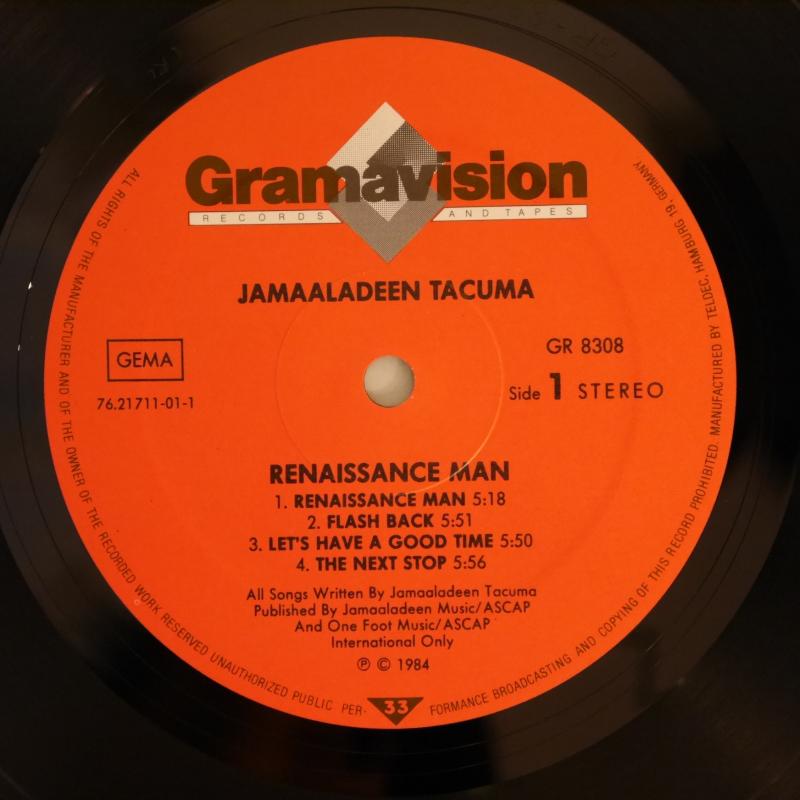 Gramavision
RECORDS AND TAPES
JAMAALADEEN TACUMA
GEMA
76.21711-01-1
GR 8308
Side 1 STEREO
RENAISSANCE MAN
1. RENAISSANCE MAN 5:18
2. FLASH BACK 5:51
3. LET'S HAVE A GOOD TIME 5:50
4. THE NEXT STOP 5:56
All Songs Written By Jamaaladeen Tacuma
Published By Jamaaladeen Music/ASCAP
And One Foot Music/ASCAP
International Only
℗ © 1984
ALL RIGHTS OF THE MANUFACTURER AND OF THE OWNER OF THE RECORDED WORK RESERVED UNAUTHORIZED PUBLIC PER- 33 FORMANCE BROADCASTING AND COPYING OF THIS RECORD PROHIBITED. MANUFACTURED BY TELDEC, HAMBURG 19, GERMANY